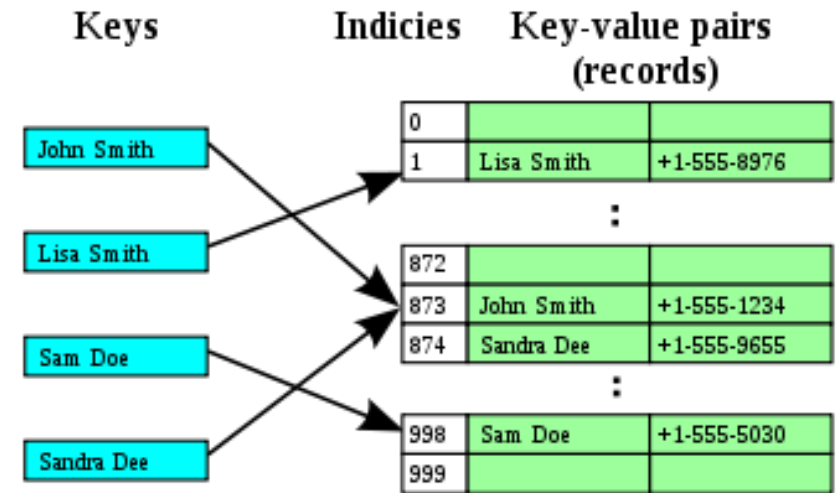 Keys
Indicies
Key-value pairs
(records)
John Smith
Lisa Smith
Sam Doe
Sandra Dee
0
1 Lisa Smith +1-555-8976
:
872
873 John Smith +1-555-1234
874 Sandra Dee +1-555-9655
:
998 Sam Doe +1-555-5030
999